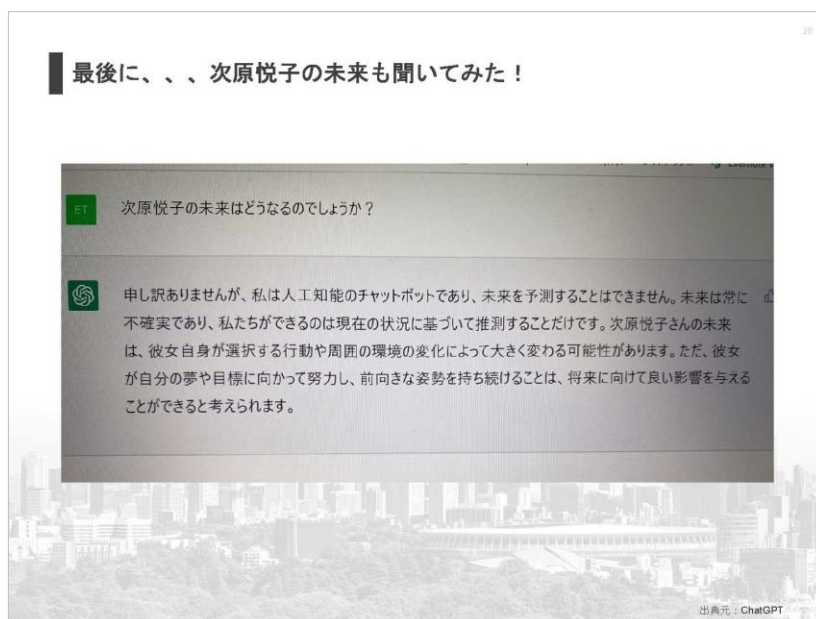 26
最後に、、、次原悦子の未来も聞いてみた！
ET
次原悦子の未来はどうなるのでしょうか？
申し訳ありませんが、私は人工知能のチャットボットであり、未来を予測することはできません。未来は常に
不確実であり、私たちができるのは現在の状況に基づいて推測することだけです。次原悦子さんの未来
は、彼女自身が選択する行動や周囲の環境の変化によって大きく変わる可能性があります。ただ、彼女
が自分の夢や目標に向かって努力し、前向きな姿勢を持ち続けることは、将来に向けて良い影響を与える
ことができると考えられます。
出典元：ChatGPT